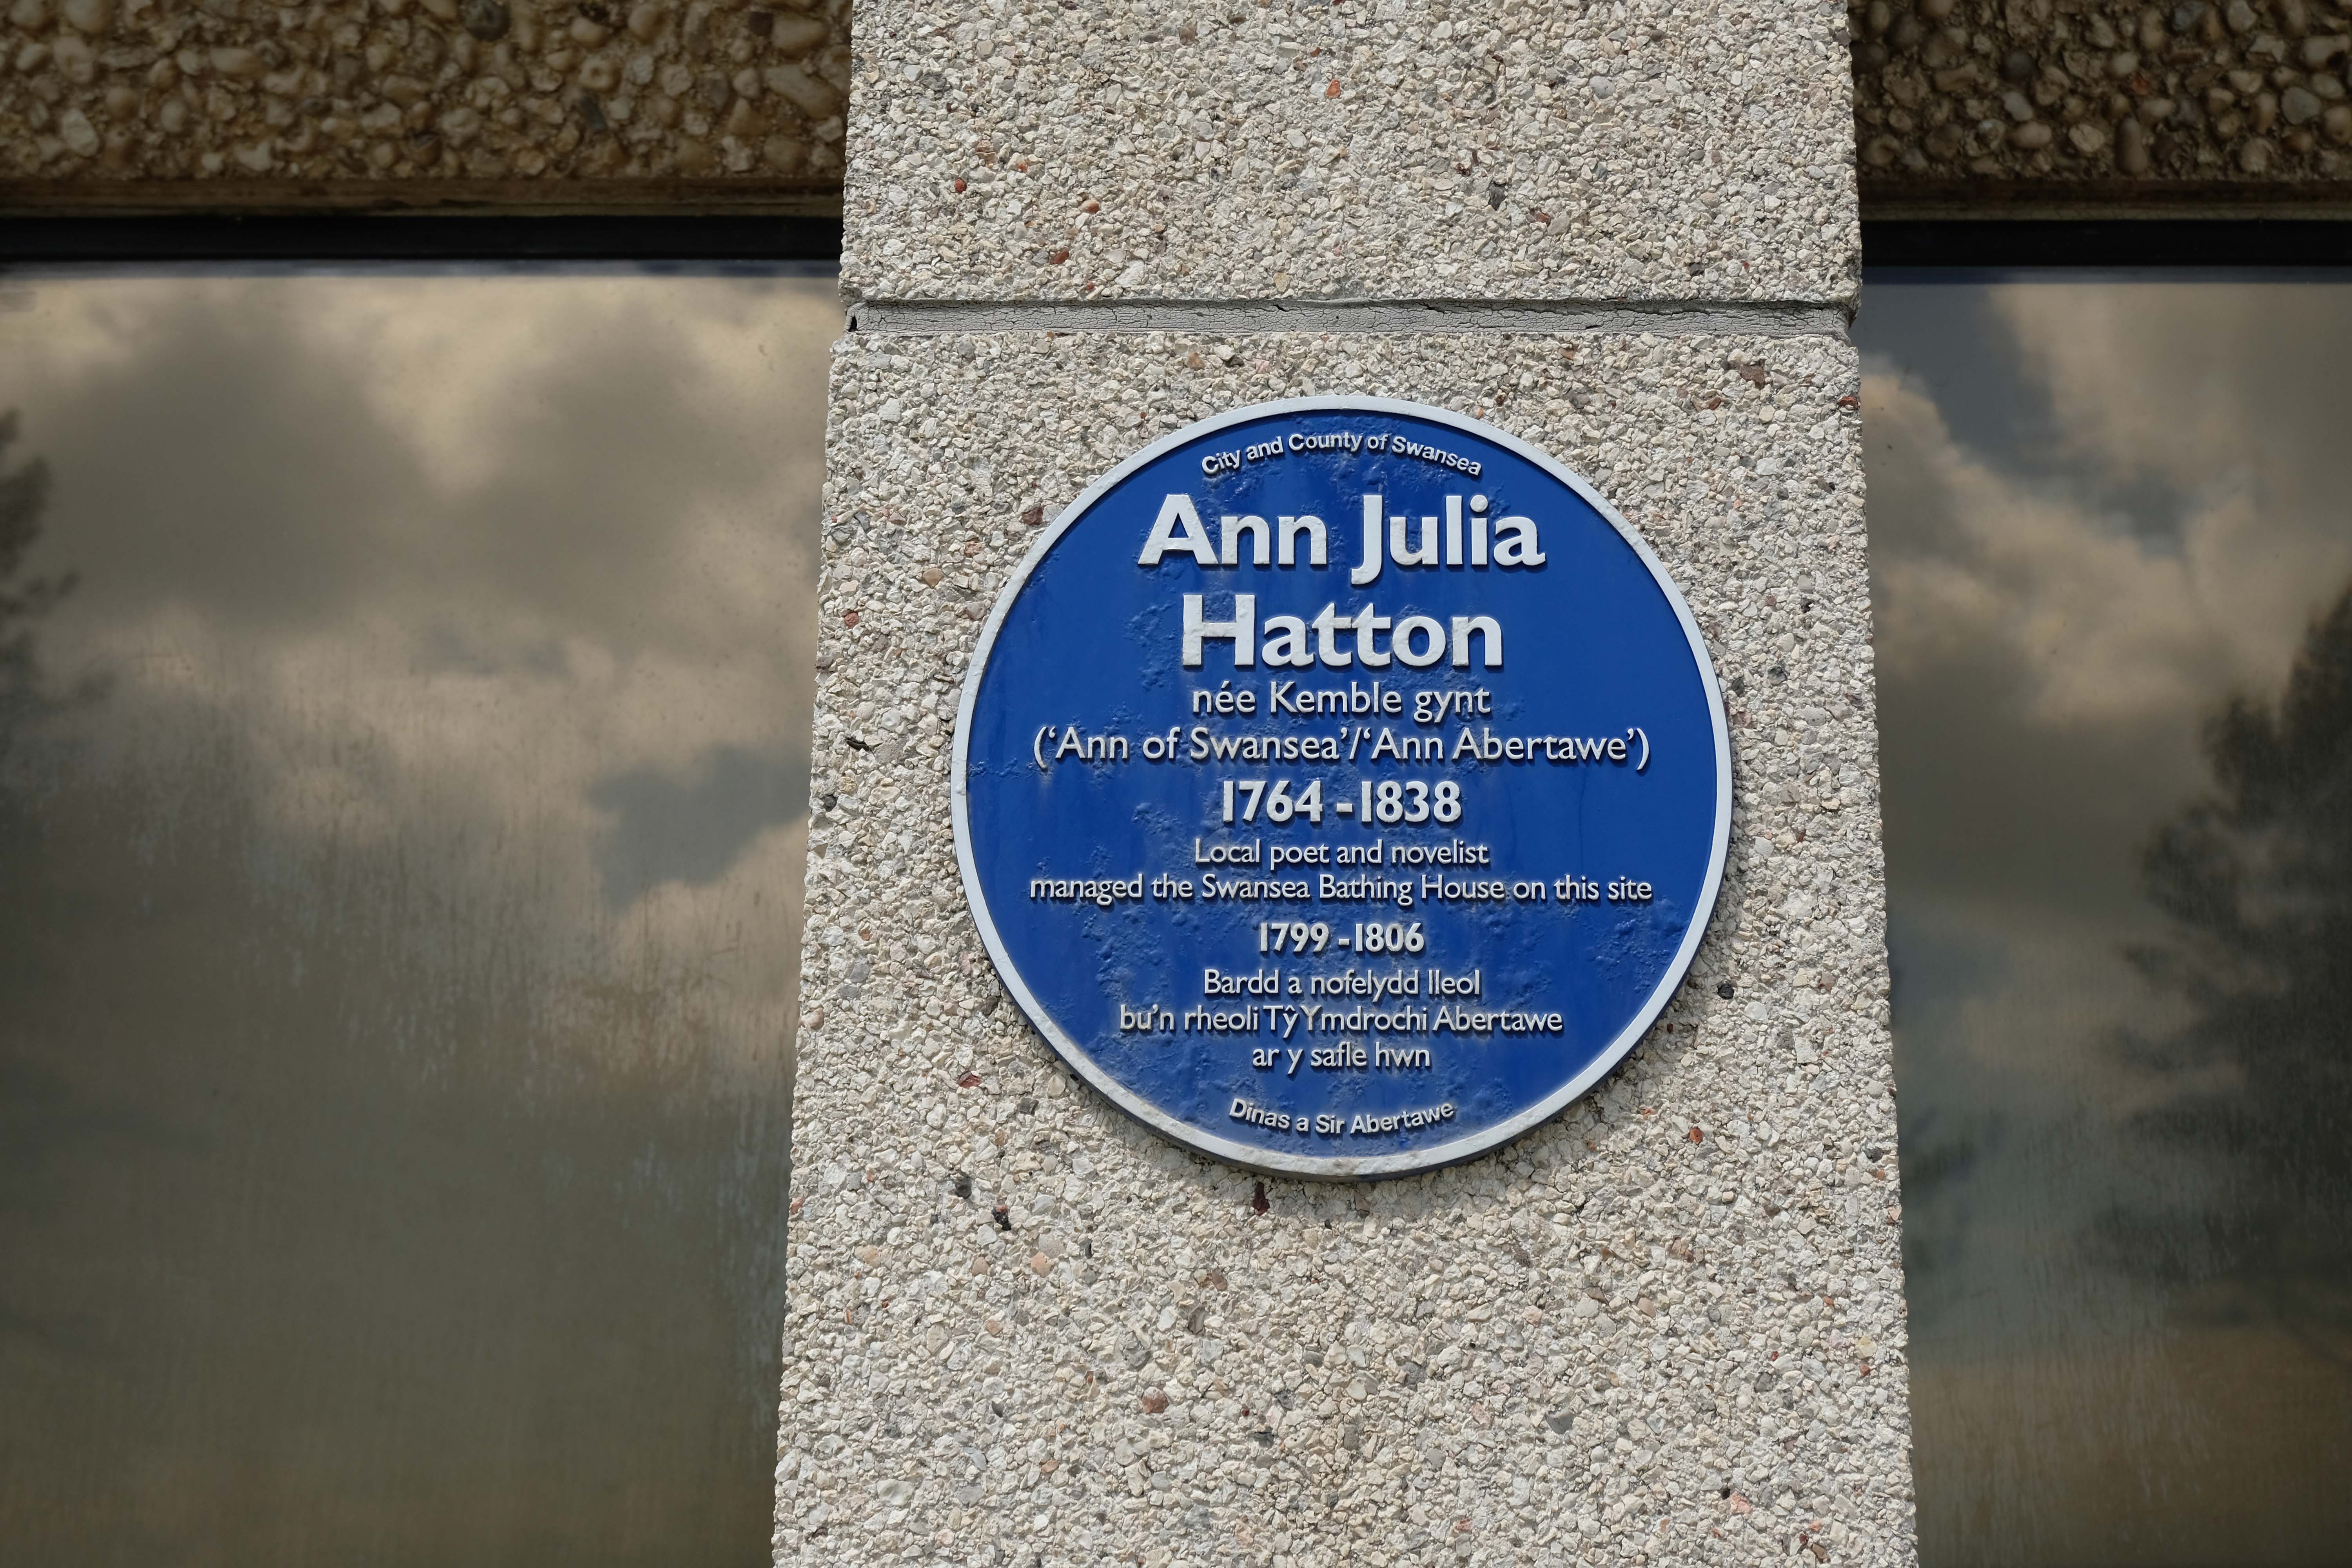 City and County of Swansea
Ann Julia
Hatton
née Kemble gynt
(‘Ann of Swansea’/‘Ann Abertawe’)
1764 - 1838
Local poet and novelist
managed the Swansea Bathing House on this site
1799 - 1806
Bardd a nofelydd lleol
bu’n rheoli Tŷ Ymdrochi Abertawe
ar y safle hwn
Dinas a Sir Abertawe